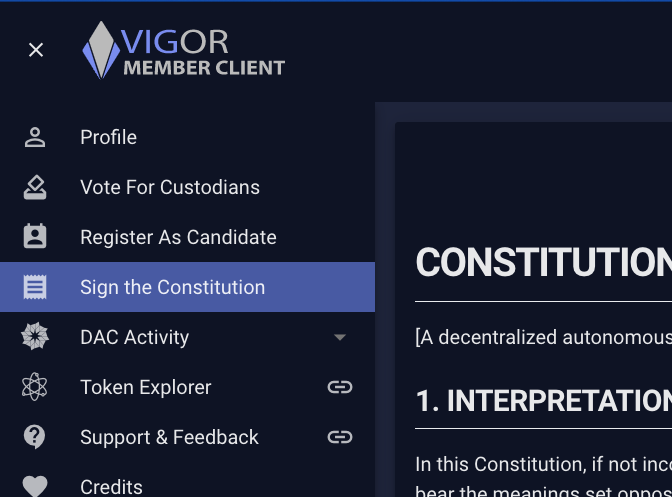 VIGOR
MEMBER CLIENT
Profile
Vote For Custodians
Register As Candidate
Sign the Constitution
DAC Activity
Token Explorer
Support & Feedback
Credits
CONSTITUTION
[A decentralized autonomous
1. INTERPRETATION
In this Constitution, if not inco
bear the meanings set oppos